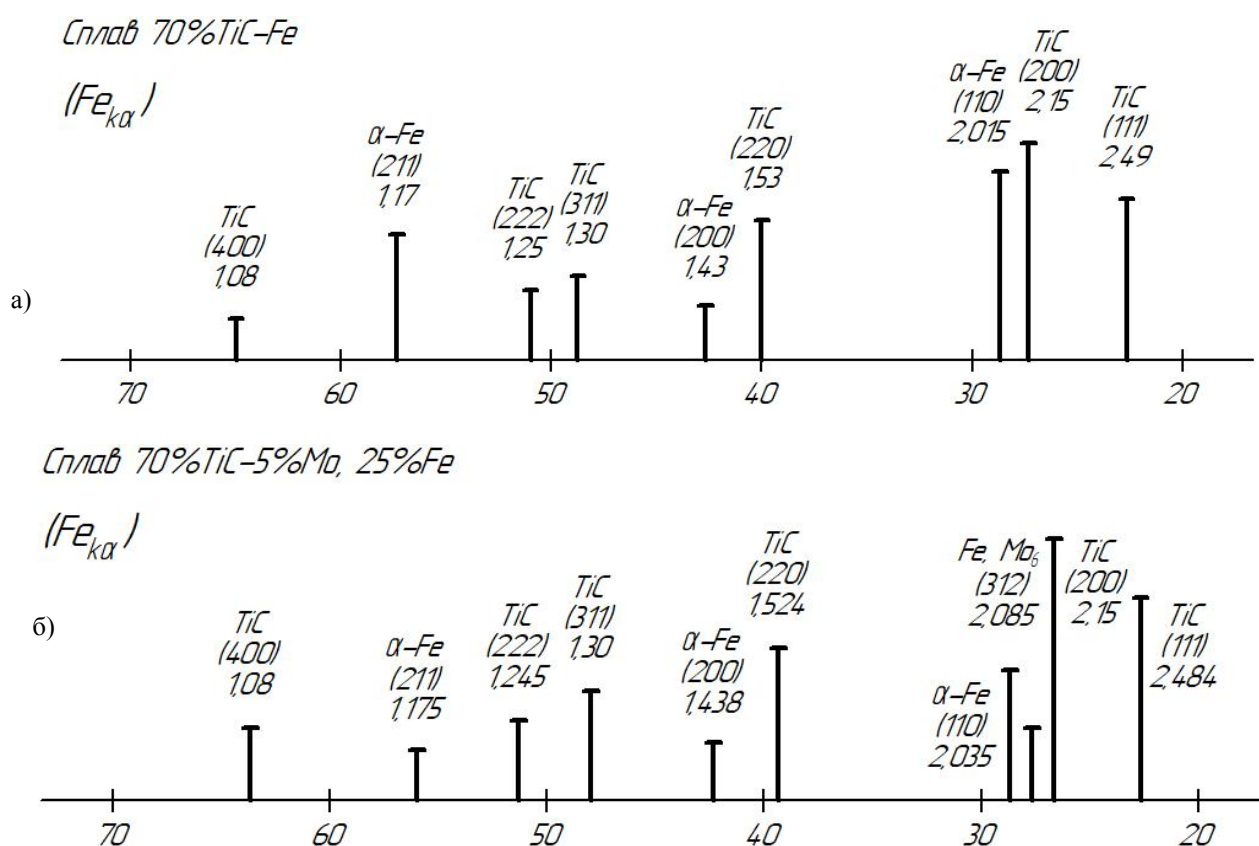 Сплав 70%TiC–Fe
(Fekα)
а)
TiC
(400)
1,08
α–Fe
(211)
1,17
TiC
(222)
1,25
TiC
(311)
1,30
α–Fe
(200)
1,43
TiC
(220)
1,53
α–Fe
(110)
2,015
TiC
(200)
2,15
TiC
(111)
2,49
70
60
50
40
30
20
Сплав 70%TiC–5%Mo, 25%Fe
(Fekα)
б)
TiC
(400)
1,08
α–Fe
(211)
1,175
TiC
(222)
1,245
TiC
(311)
1,30
α–Fe
(200)
1,438
TiC
(220)
1,524
α–Fe
(110)
2,035
Fe, Mo6
(312)
2,085
TiC
(200)
2,15
TiC
(111)
2,484
70
60
50
40
30
20